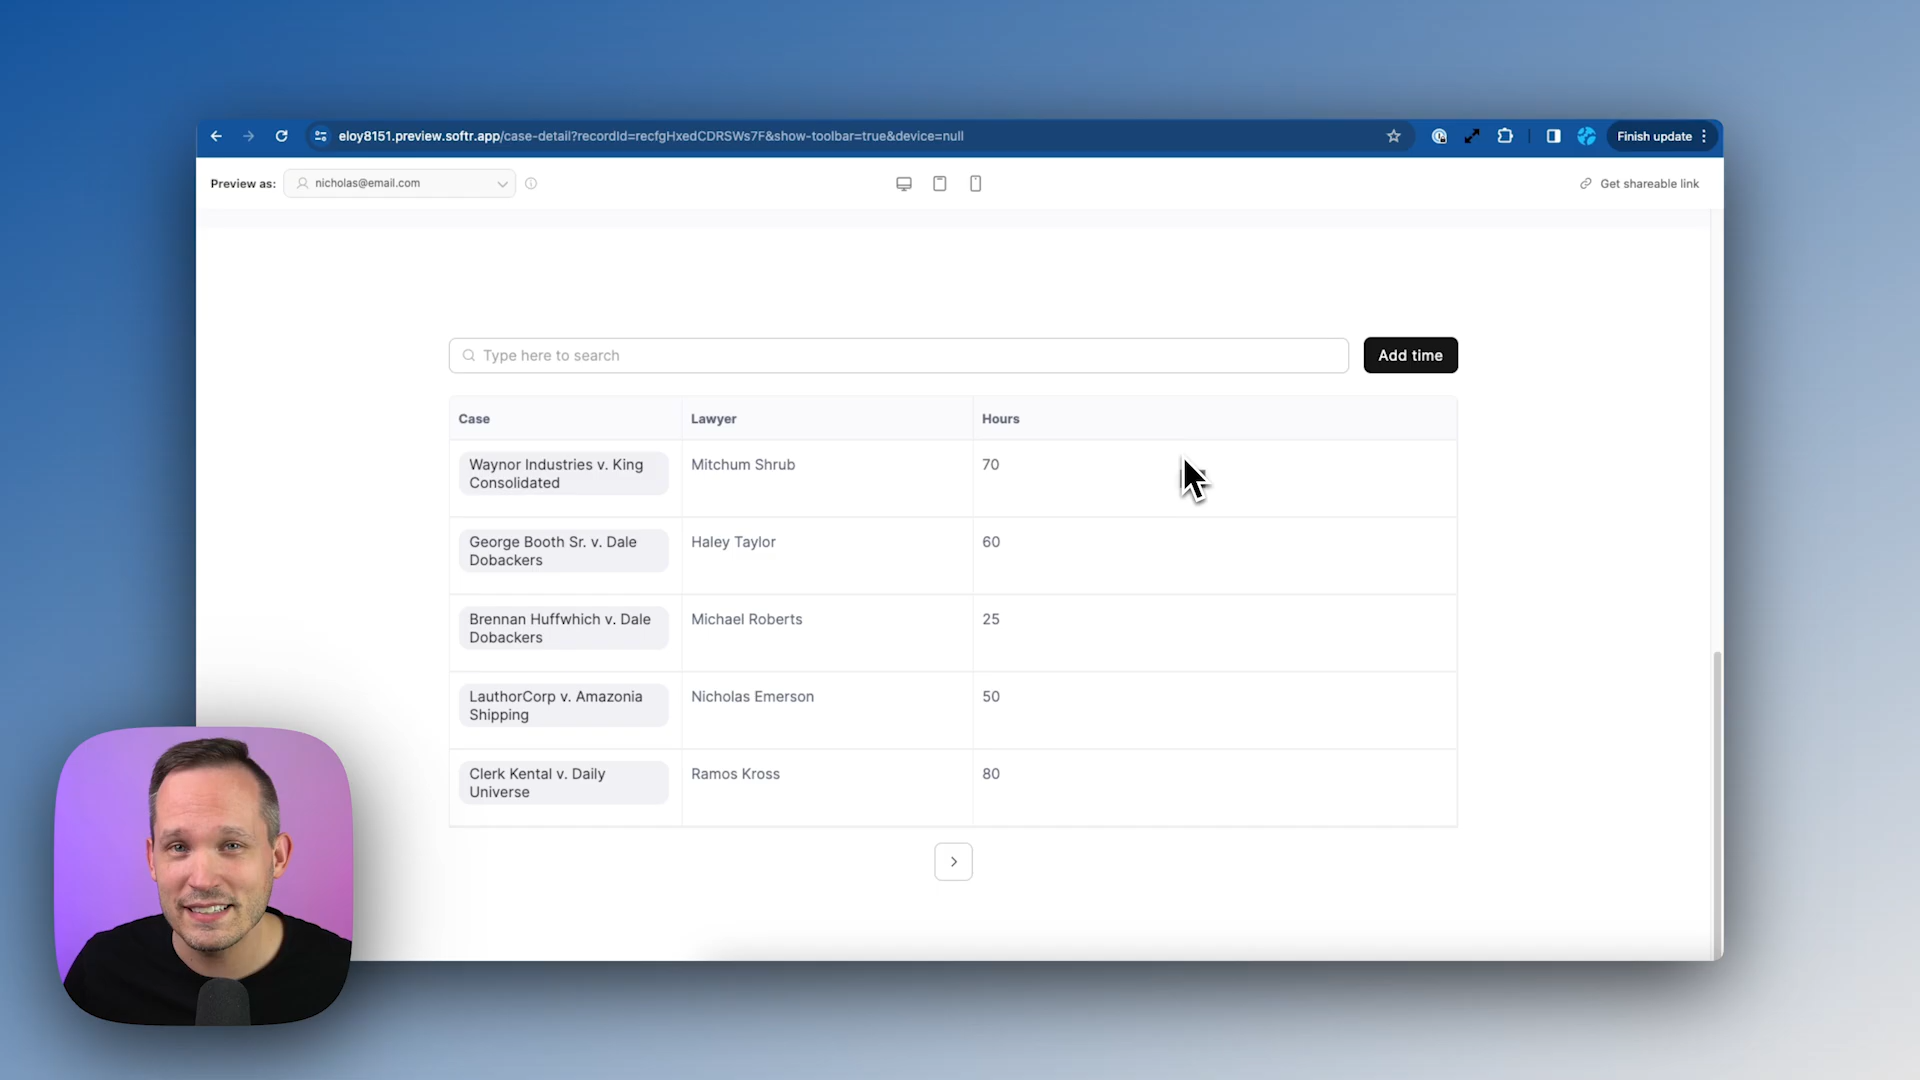 eloy8151.preview.softr.app/case-detail?recordId=recfgHxedCDRSWs7F&show-toolbar=true&device=null
Finish update
Preview as:
nicholas@email.com
Get shareable link
Type here to search
Add time
Case
Lawyer
Hours
Waynor Industries v. King
Consolidated
Mitchum Shrub
70
George Booth Sr. v. Dale
Dobackers
Haley Taylor
60
Brennan Huffwhich v. Dale
Dobackers
Michael Roberts
25
LauthorCorp v. Amazonia
Shipping
Nicholas Emerson
50
Clerk Kental v. Daily
Universe
Ramos Kross
80